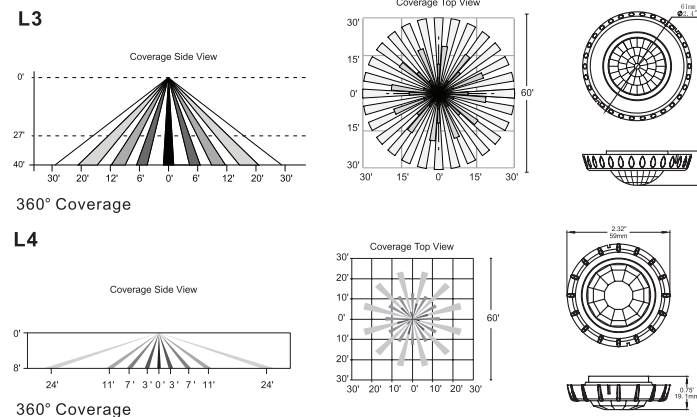 L3
Coverage Side View
0'
27'
40'
30' 20' 12' 6' 0' 6' 12' 20' 30'
360° Coverage
Coverage Top View
30'
15'
0'
15'
30'
30' 15' 0' 15' 30'
60'
61mm
Ø2.4"
L4
Coverage Side View
0'
8'
24' 11' 7' 3' 0' 3' 7' 11' 24'
360° Coverage
Coverage Top View
30'
20'
10'
0'
10'
20'
30'
30' 20' 10' 0' 10' 20' 30'
60'
2.32"
59mm
0.75'
19.1mm